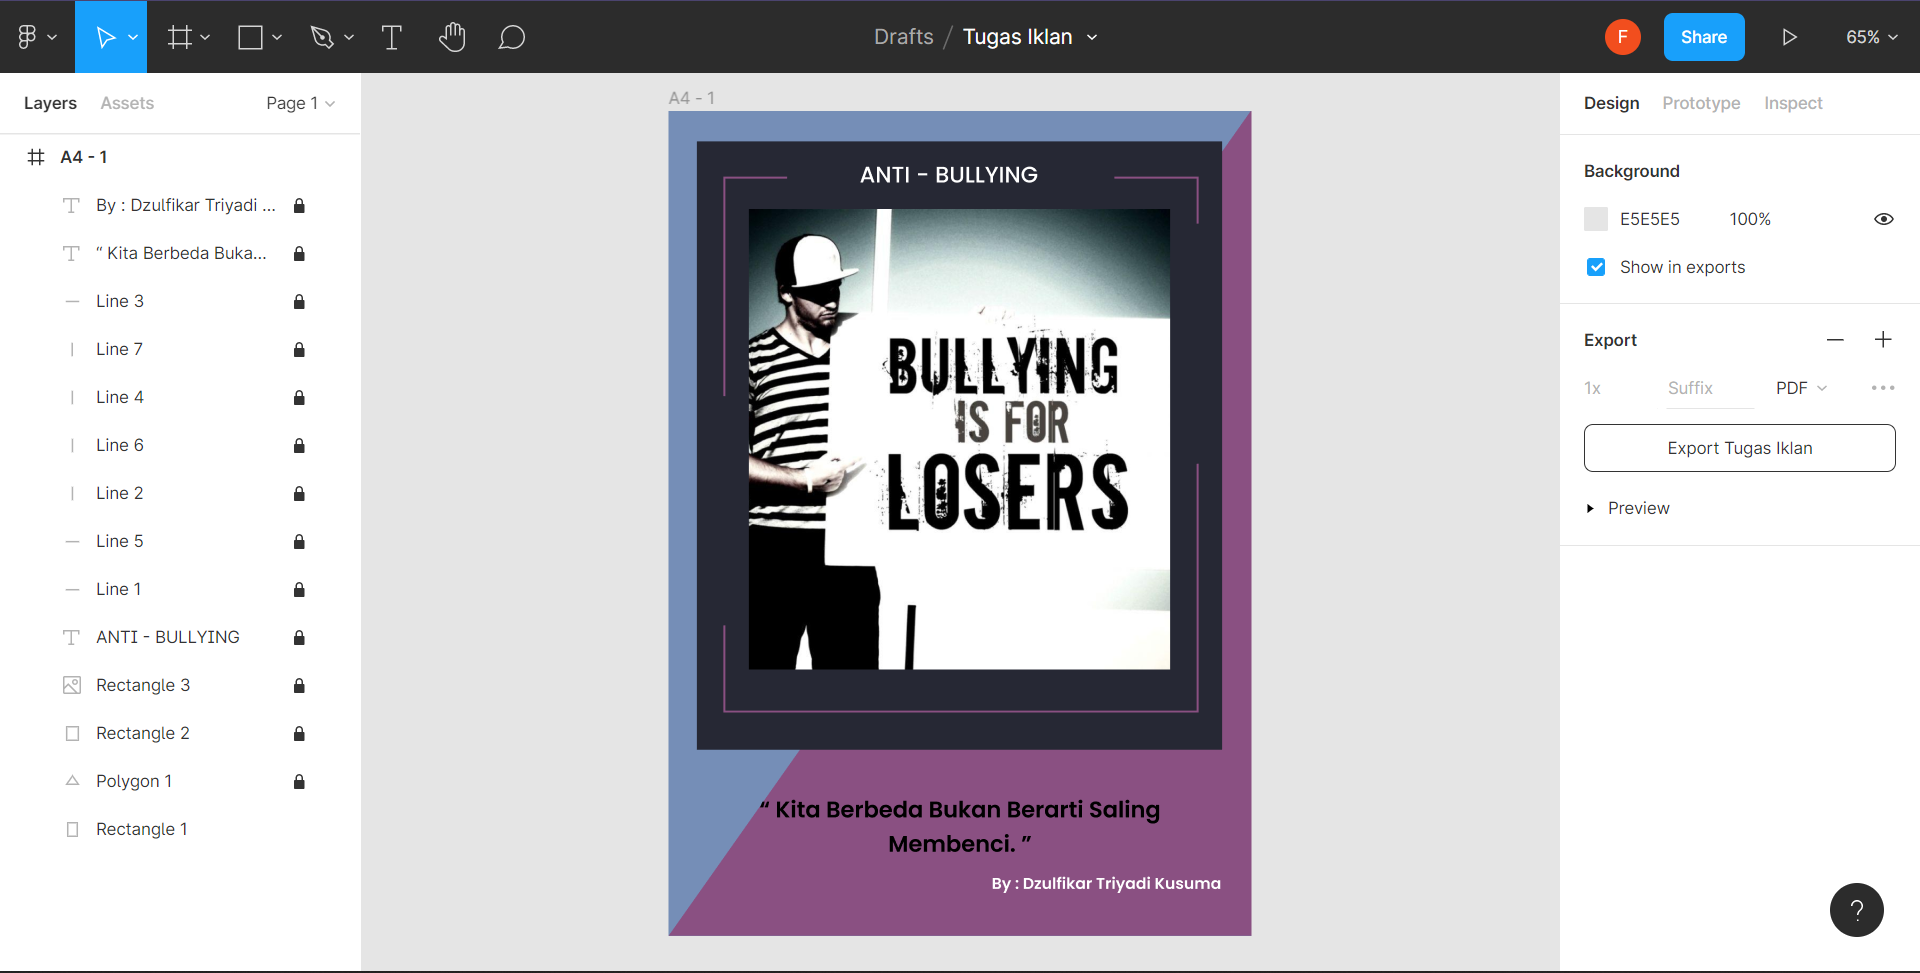 Drafts / Tugas Iklan
F
Share
65%
Layers
Assets
Page 1
A4 - 1
By : Dzulfikar Triyadi ...
“ Kita Berbeda Buka...
Line 3
Line 7
Line 4
Line 6
Line 2
Line 5
Line 1
ANTI - BULLYING
Rectangle 3
Rectangle 2
Polygon 1
Rectangle 1
A4 - 1
ANTI - BULLYING
BULLYING
IS FOR
LOSERS
“ Kita Berbeda Bukan Berarti Saling
Membenci. ”
By : Dzulfikar Triyadi Kusuma
Design
Prototype
Inspect
Background
E5E5E5
100%
Show in exports
Export
1x
Suffix
PDF
Export Tugas Iklan
Preview
?